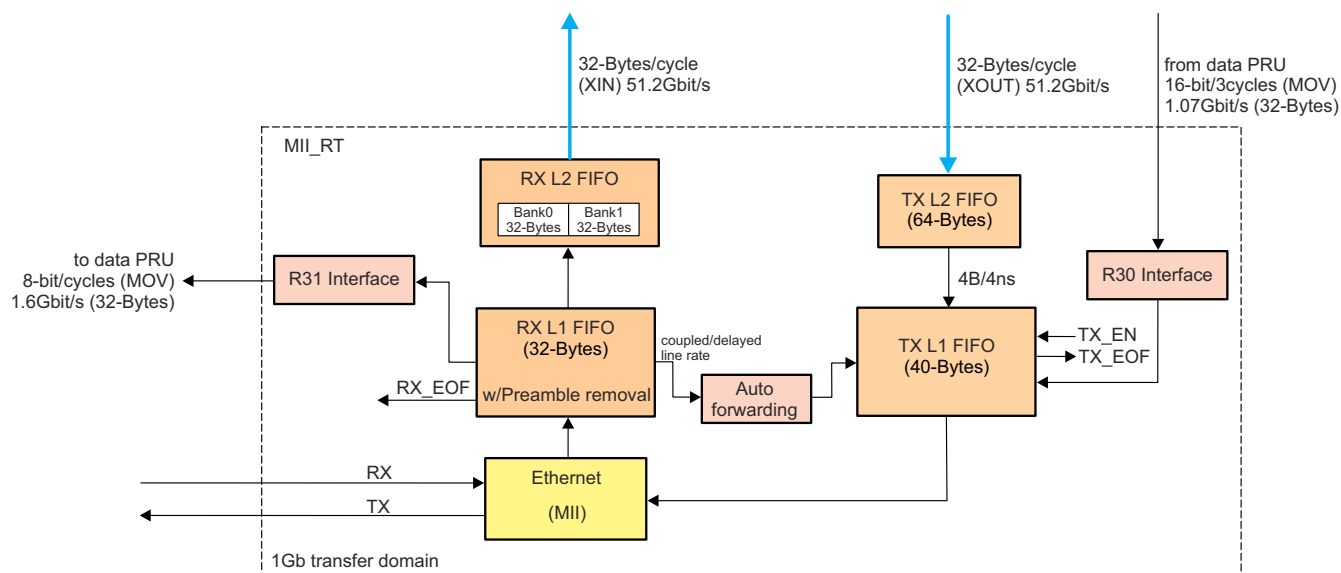 32-Bytes/cycle
(XIN) 51.2Gbit/s
32-Bytes/cycle
(XOUT) 51.2Gbit/s
from data PRU
16-bit/3cycles (MOV)
1.07Gbit/s (32-Bytes)
MII_RT
RX L2 FIFO
Bank0
32-Bytes
Bank1
32-Bytes
TX L2 FIFO
(64-Bytes)
to data PRU
8-bit/cycles (MOV)
1.6Gbit/s (32-Bytes)
R31 Interface
4B/4ns
R30 Interface
RX L1 FIFO
(32-Bytes)
w/Preamble removal
coupled/delayed
line rate
TX L1 FIFO
(40-Bytes)
TX_EN
TX_EOF
RX_EOF
Auto
forwarding
RX
TX
Ethernet
(MII)
1Gb transfer domain